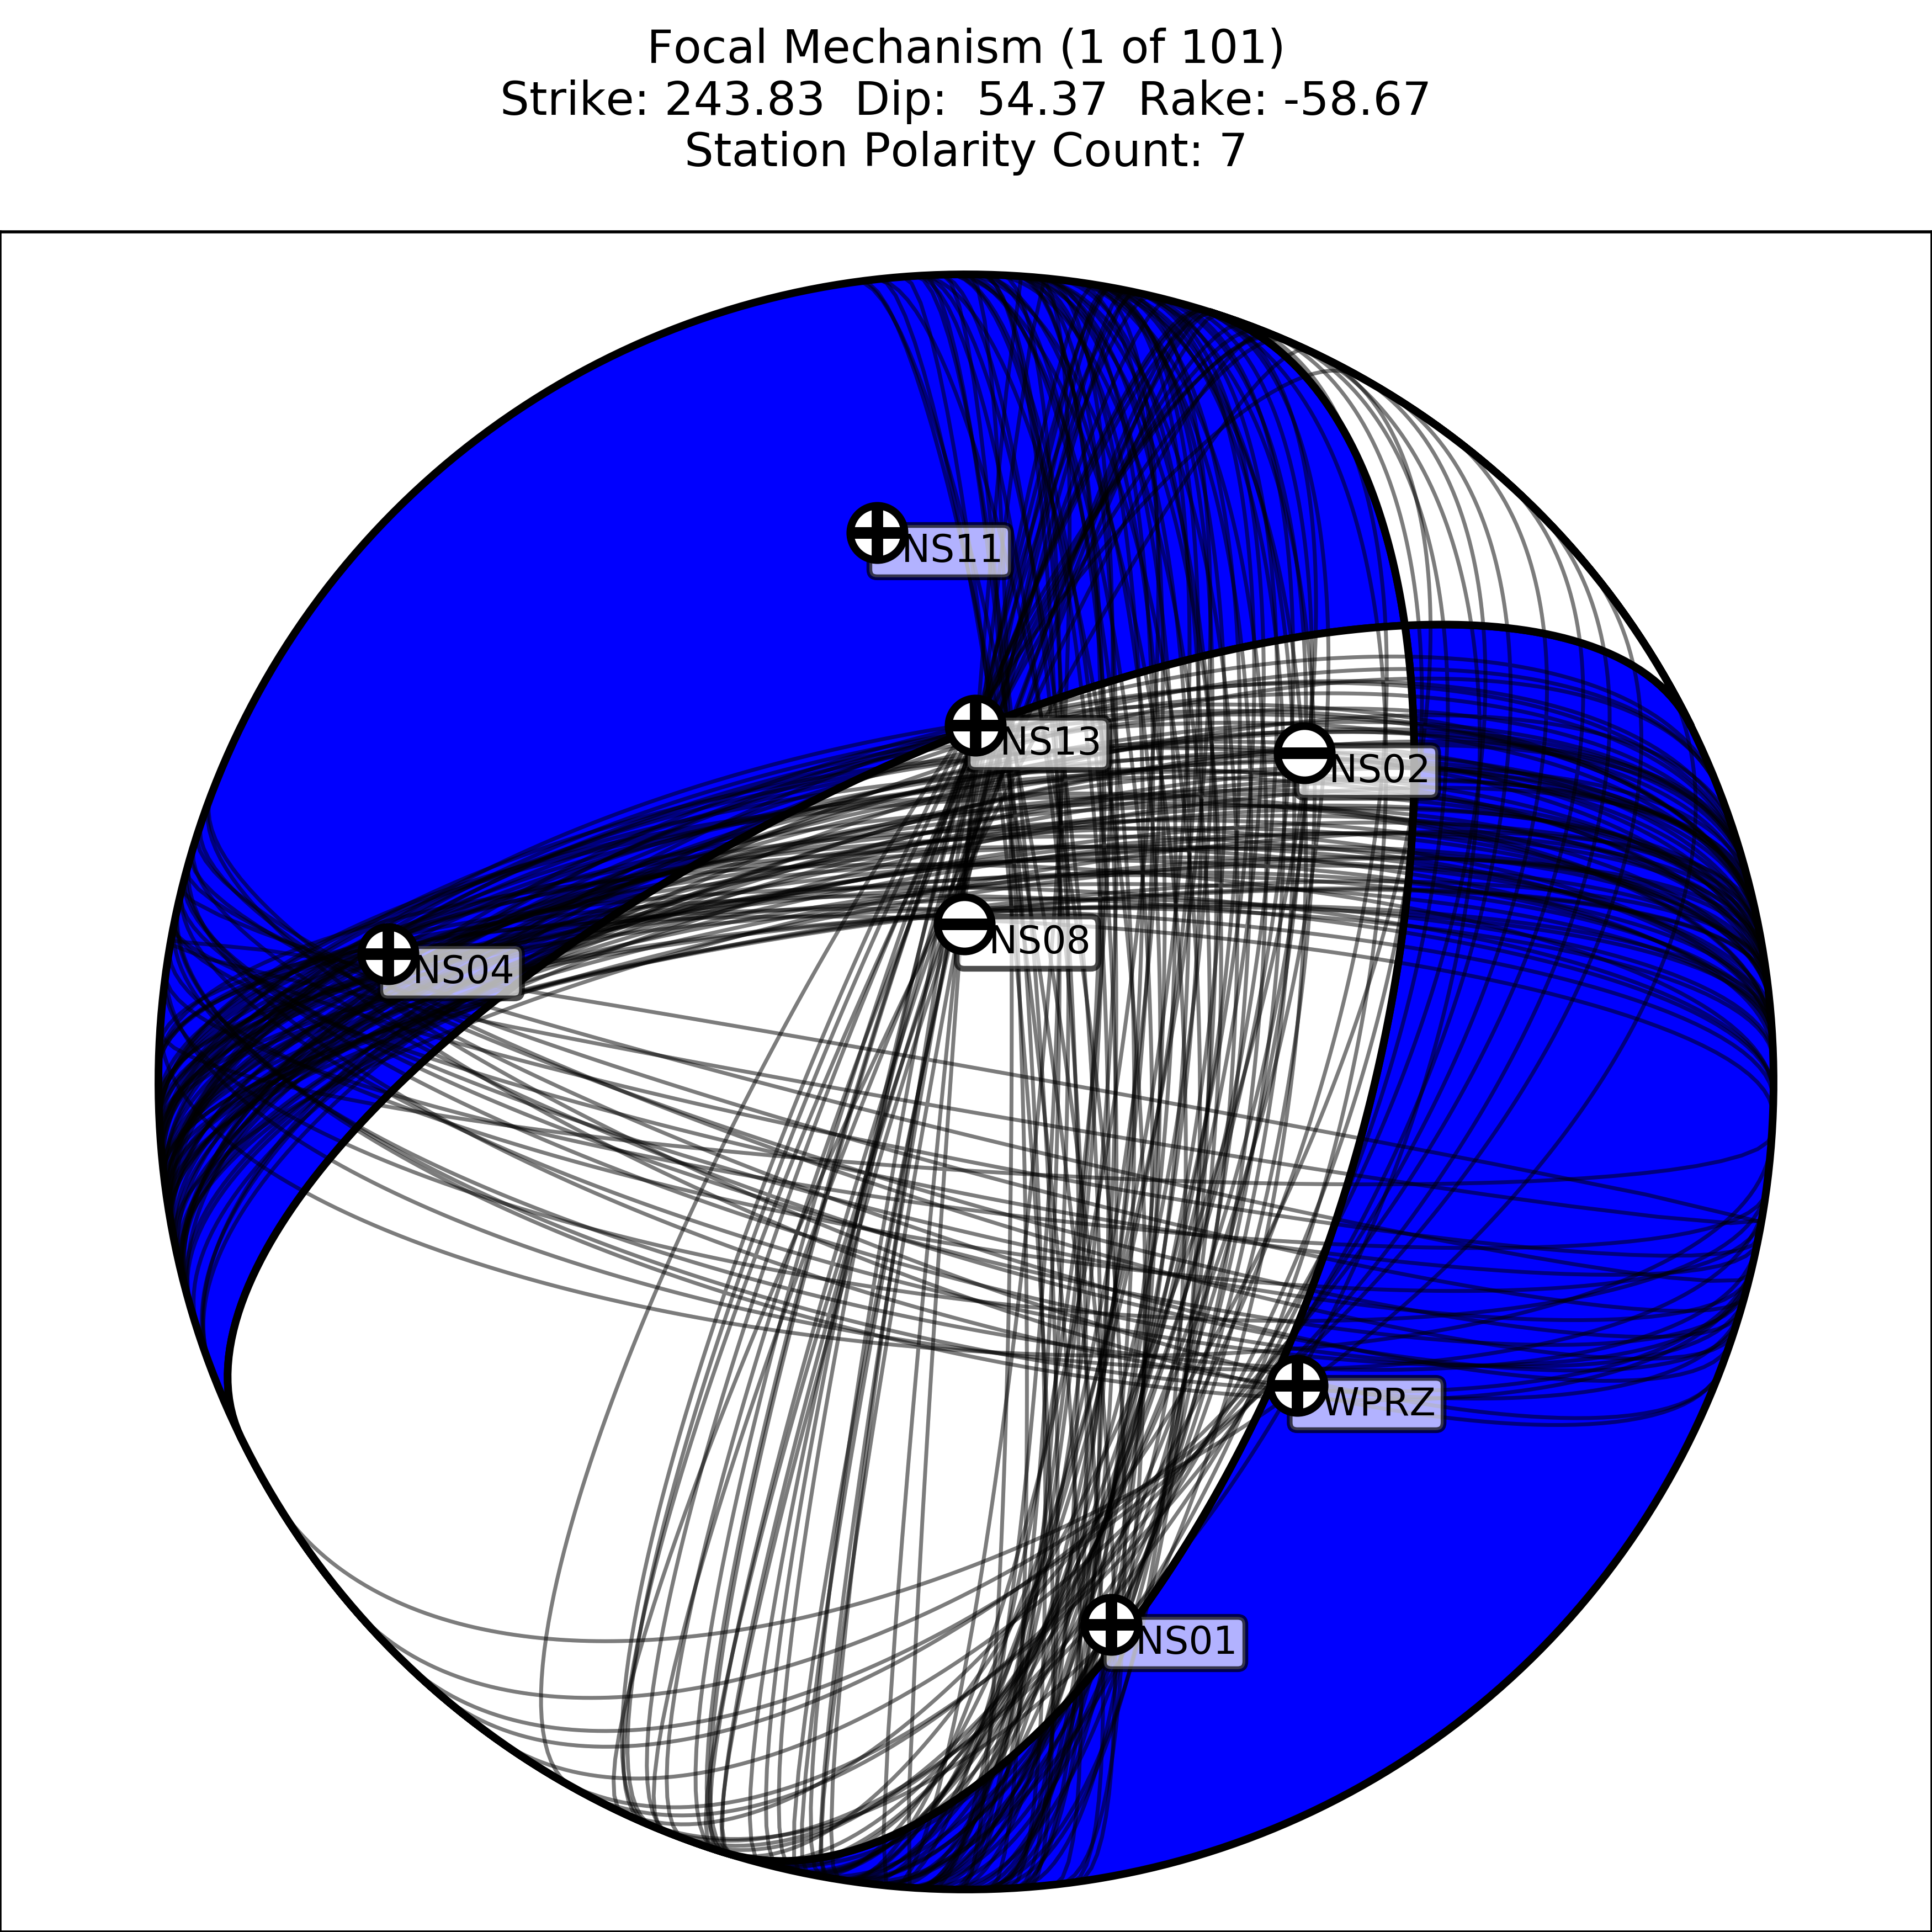 Focal Mechanism (1 of 101)
Strike: 243.83 Dip: 54.37 Rake: -58.67
Station Polarity Count: 7
NS11
NS13
NS02
NS08
NS04
WPRZ
NS01